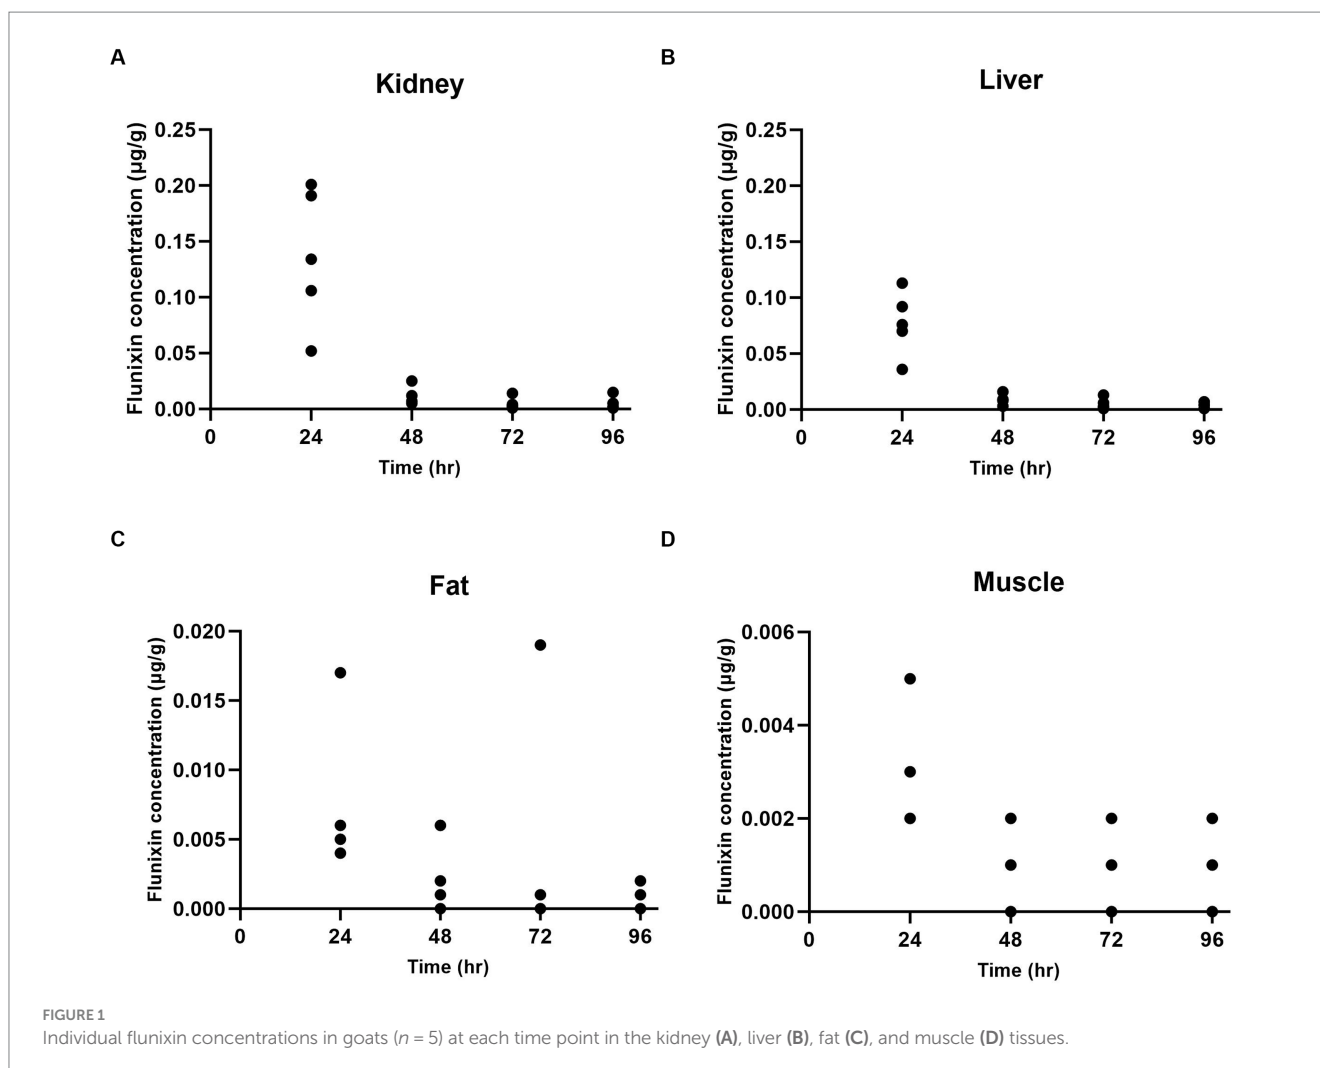 A
Kidney
Flunixin concentration (µg/g)
0.25
0.20
0.15
0.10
0.05
0.00
0 24 48 72 96
Time (hr)
B
Liver
Flunixin concentration (µg/g)
0.25
0.20
0.15
0.10
0.05
0.00
0 24 48 72 96
Time (hr)
C
Fat
Flunixin concentration (µg/g)
0.020
0.015
0.010
0.005
0.000
0 24 48 72 96
Time (hr)
D
Muscle
Flunixin concentration (µg/g)
0.006
0.004
0.002
0.000
0 24 48 72 96
Time (hr)
FIGURE 1
Individual flunixin concentrations in goats (n = 5) at each time point in the kidney (A), liver (B), fat (C), and muscle (D) tissues.